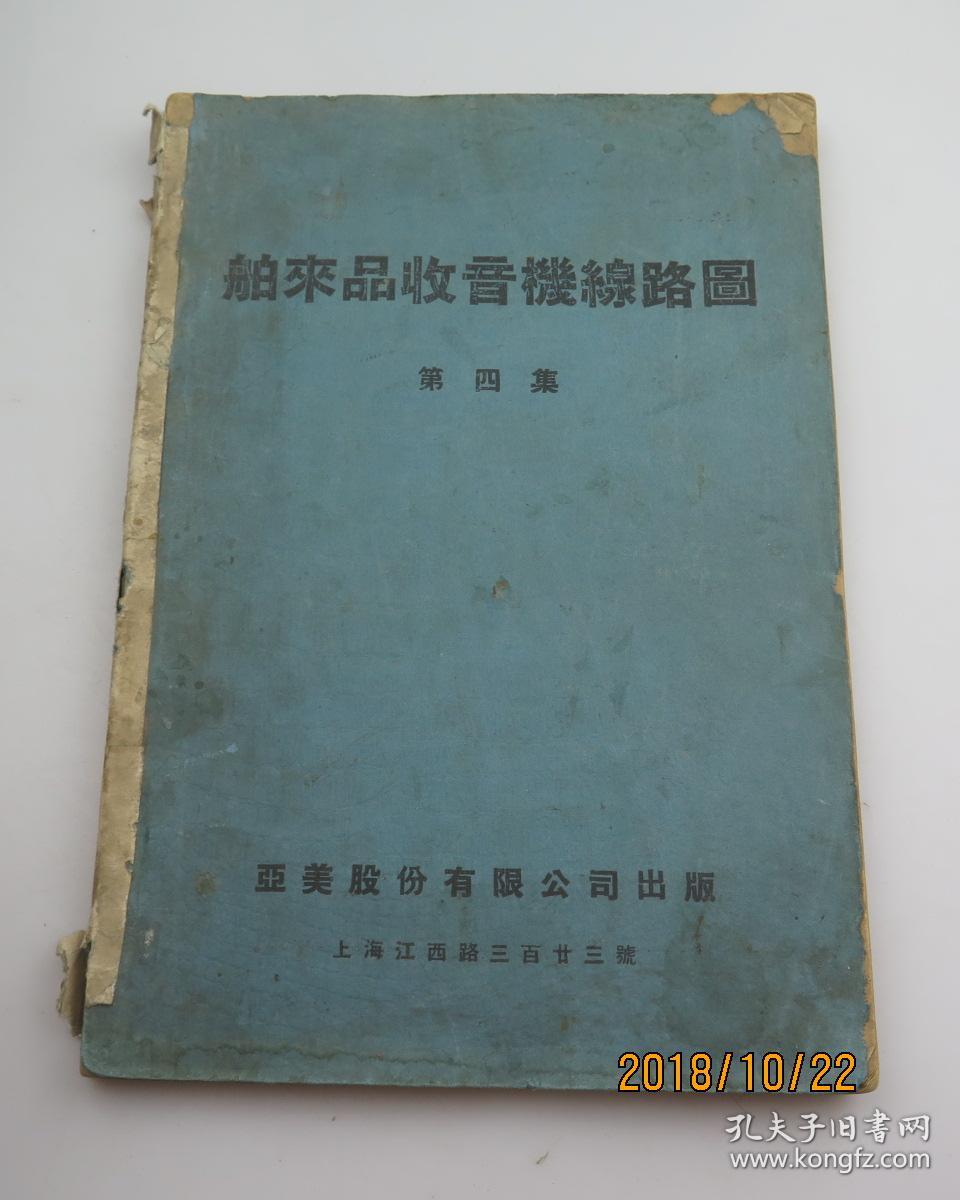 舶來品收音機線路圖
第四集
亞美股份有限公司出版
上海江西路三百廿三號
2018/10/22
孔夫子旧书网
www.kongfz.com